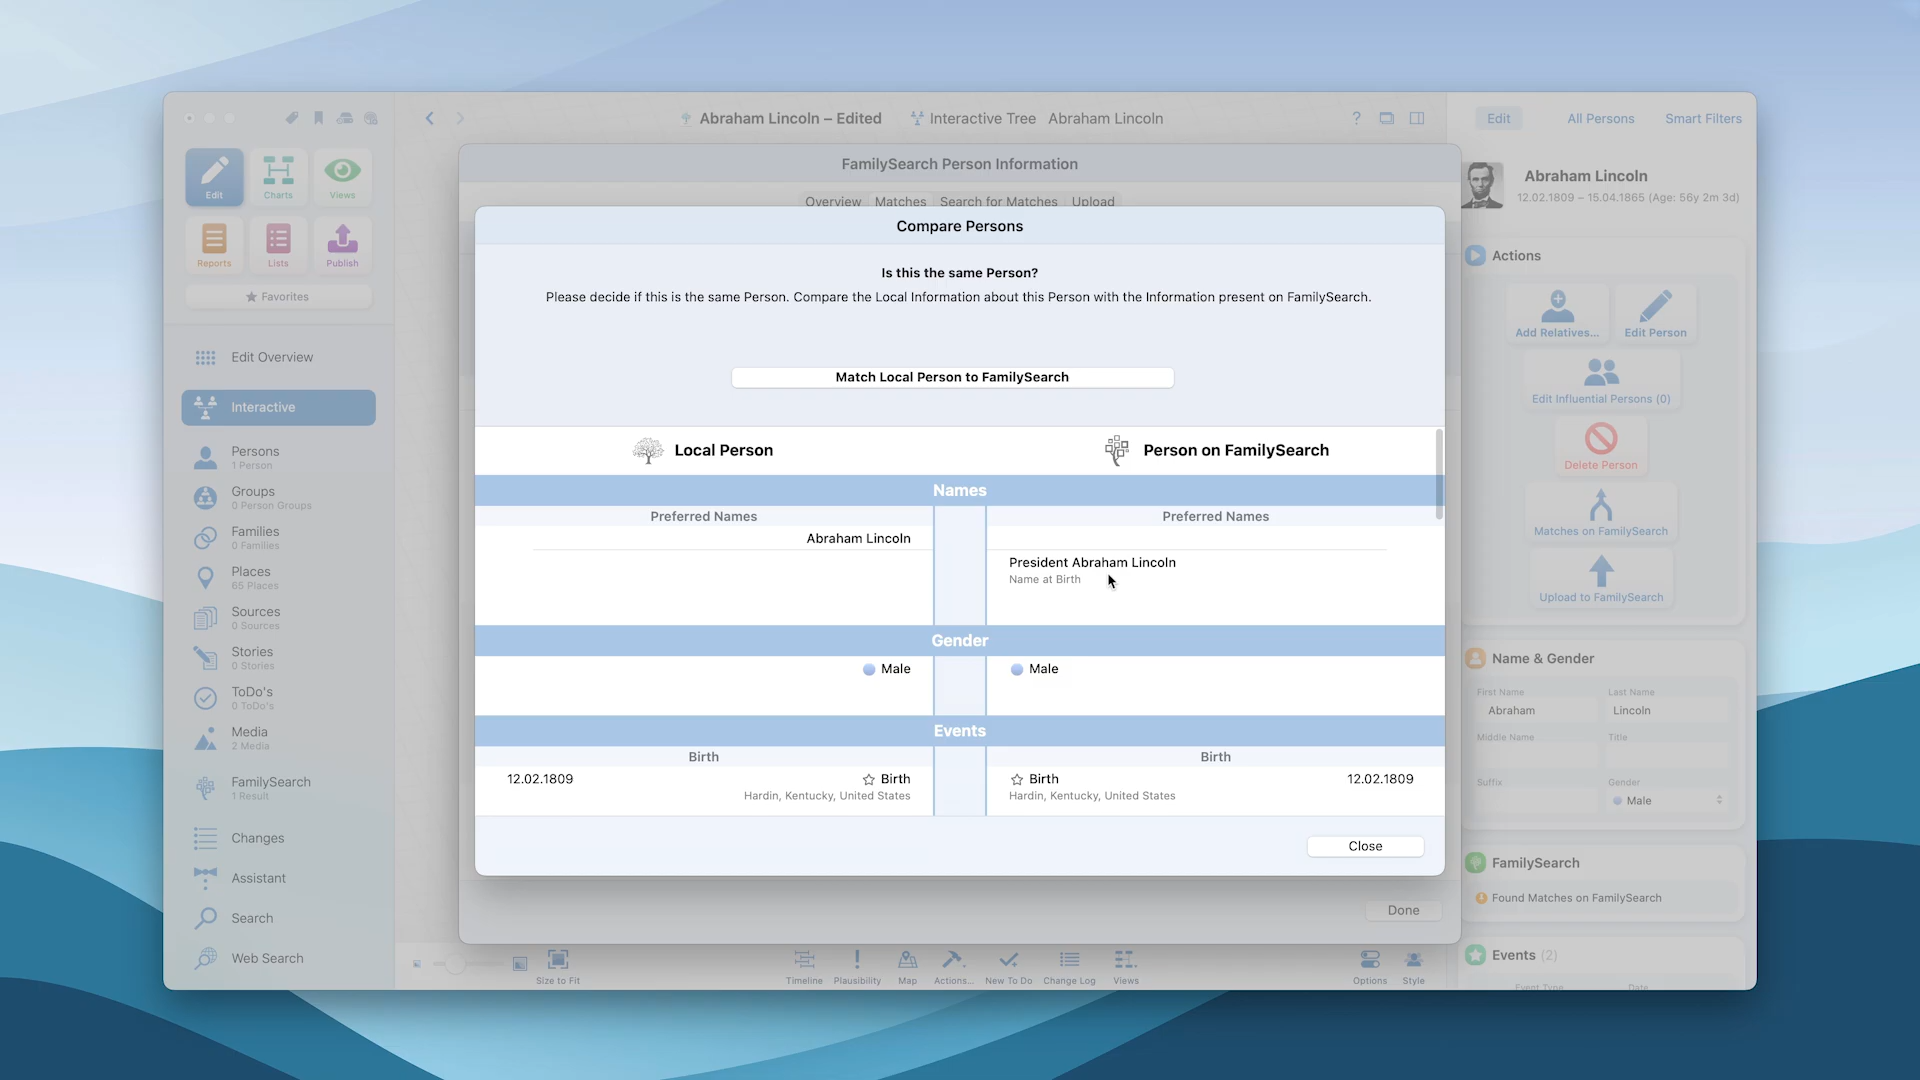 Abraham Lincoln – Edited
Interactive Tree
Abraham Lincoln
?
Edit
All Persons
Smart Filters
Edit
Charts
Views
Reports
Lists
Publish
Favorites
Edit Overview
Interactive
Persons
1 Person
Groups
0 Person Groups
Families
0 Families
Places
65 Places
Sources
0 Sources
Stories
0 Stories
ToDo's
0 ToDo's
Media
2 Media
FamilySearch
1 Result
Changes
Assistant
Search
Web Search
FamilySearch Person Information
Overview
Matches
Search for Matches
Upload
Compare Persons
Is this the same Person?
Please decide if this is the same Person. Compare the Local Information about this Person with the Information present on FamilySearch.
Match Local Person to FamilySearch
Local Person
Person on FamilySearch
Names
Preferred Names
Preferred Names
Abraham Lincoln
President Abraham Lincoln
Name at Birth
Gender
Male
Male
Events
Birth
Birth
12.02.1809
Birth
Hardin, Kentucky, United States
Birth
12.02.1809
Hardin, Kentucky, United States
Close
Done
Size to Fit
Timeline
Plausibility
Map
Actions...
New To Do
Change Log
Views
Options
Style
Abraham Lincoln
12.02.1809 – 15.04.1865 (Age: 56y 2m 3d)
Actions
Add Relatives...
Edit Person
Edit Influential Persons (0)
Delete Person
Matches on FamilySearch
Upload to FamilySearch
Name & Gender
First Name
Last Name
Abraham
Lincoln
Middle Name
Title
Suffix
Gender
Male
FamilySearch
Found Matches on FamilySearch
Events (2)
Event Type
Date